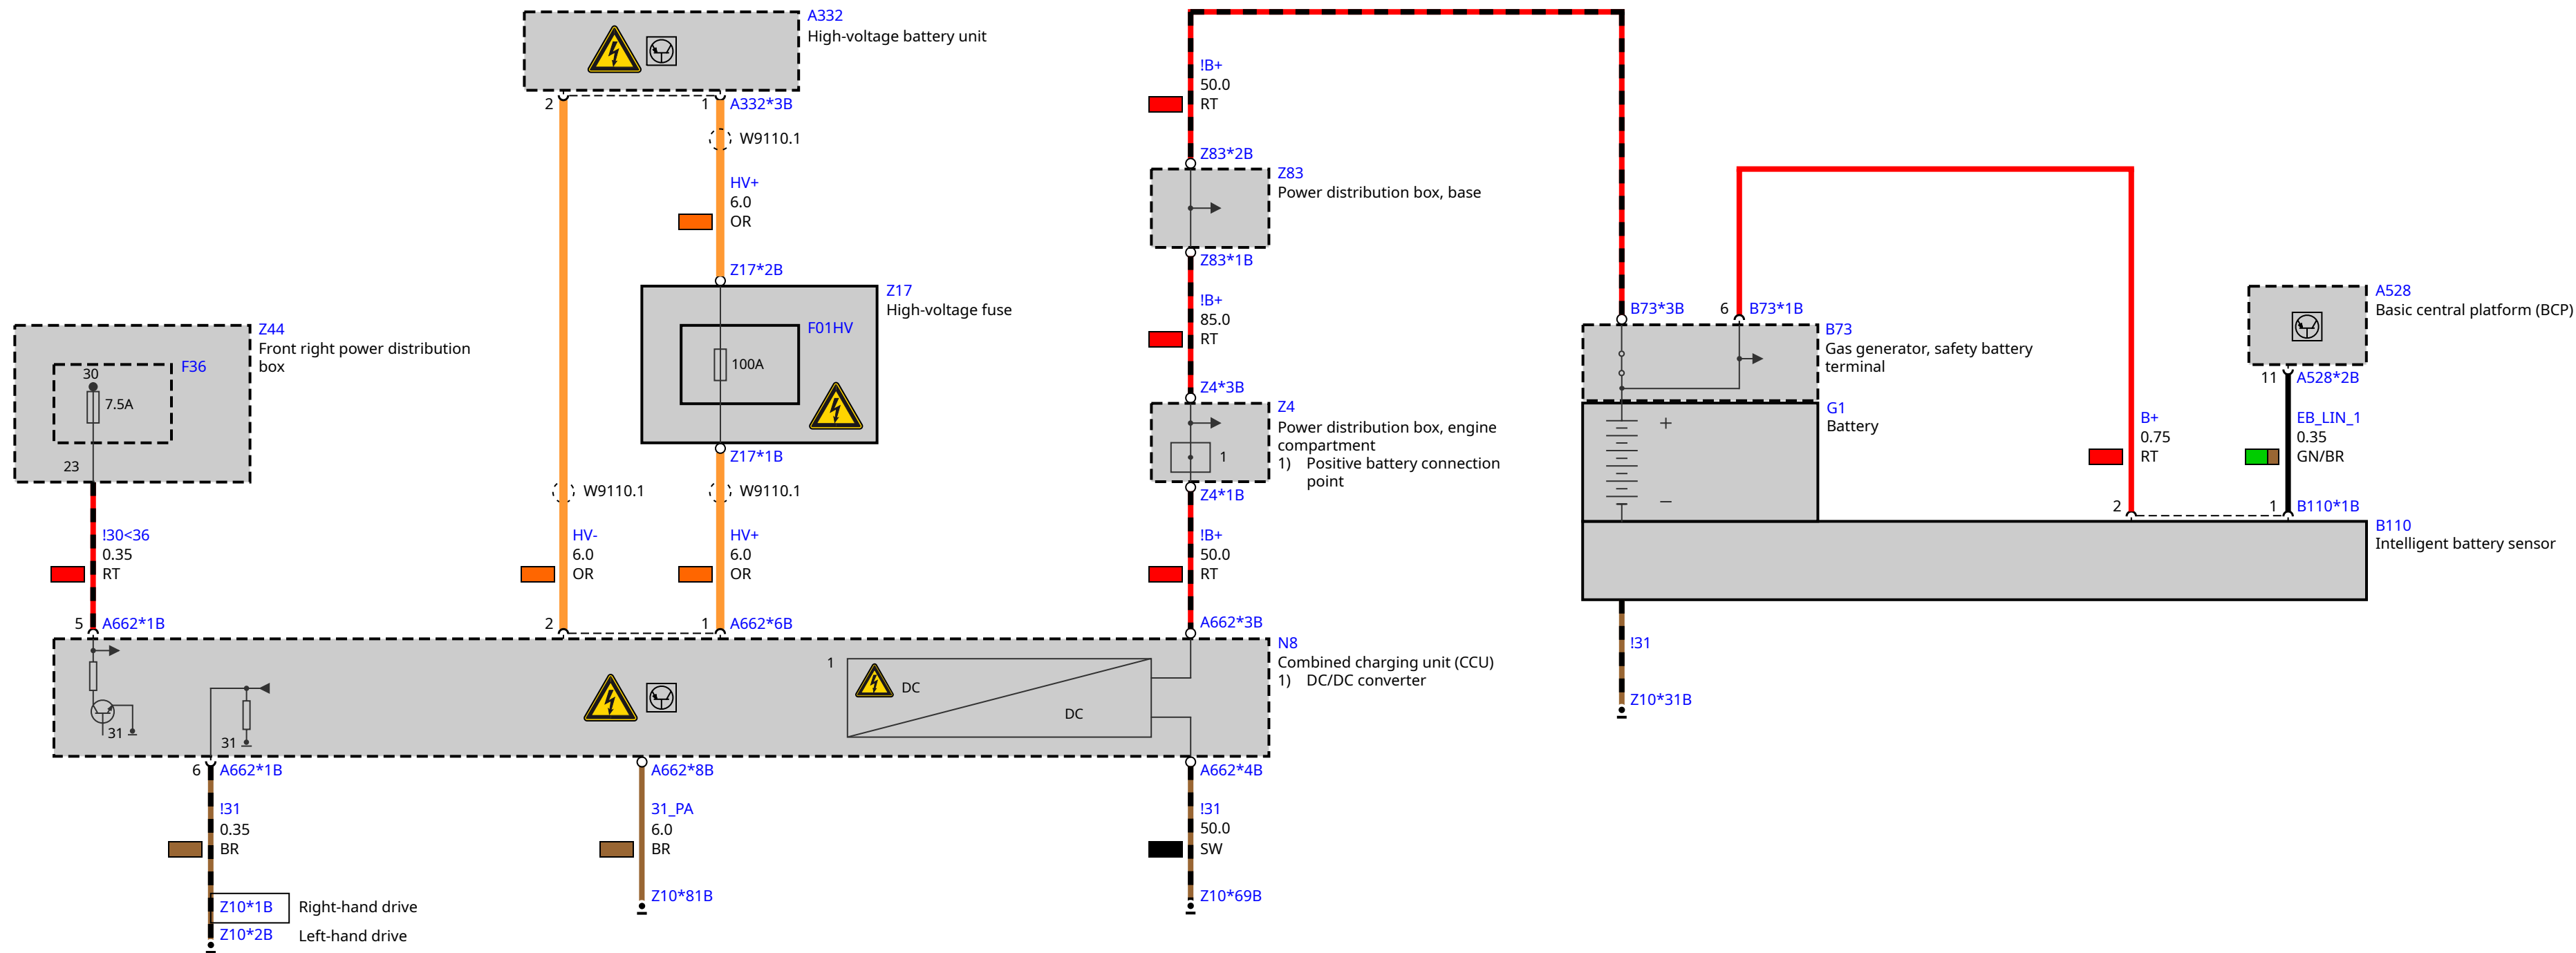 A332
High-voltage battery unit
2
1
A332*3B
W9110.1
HV+
6.0
OR
Z17*2B
Z17
High-voltage fuse
F01HV
100A
Z17*1B
W9110.1
W9110.1
HV-
6.0
OR
HV+
6.0
OR
2
1
A662*6B
Z44
Front right power distribution
box
F36
30
7.5A
23
!30<36
0.35
RT
5
A662*1B
!B+
50.0
RT
Z83*2B
Z83
Power distribution box, base
Z83*1B
!B+
85.0
RT
Z4*3B
Z4
Power distribution box, engine
compartment
1) Positive battery connection
point
1
Z4*1B
!B+
50.0
RT
A662*3B
N8
Combined charging unit (CCU)
1) DC/DC converter
1
DC
DC
31
31
6
A662*1B
!31
0.35
BR
Z10*1B
Right-hand drive
Z10*2B
Left-hand drive
A662*8B
31_PA
6.0
BR
Z10*81B
A662*4B
!31
50.0
SW
Z10*69B
B73*3B
6
B73*1B
B73
Gas generator, safety battery
terminal
G1
Battery
+
−
B+
0.75
RT
2
A528
Basic central platform (BCP)
11
A528*2B
EB_LIN_1
0.35
GN/BR
1
B110*1B
B110
Intelligent battery sensor
!31
Z10*31B